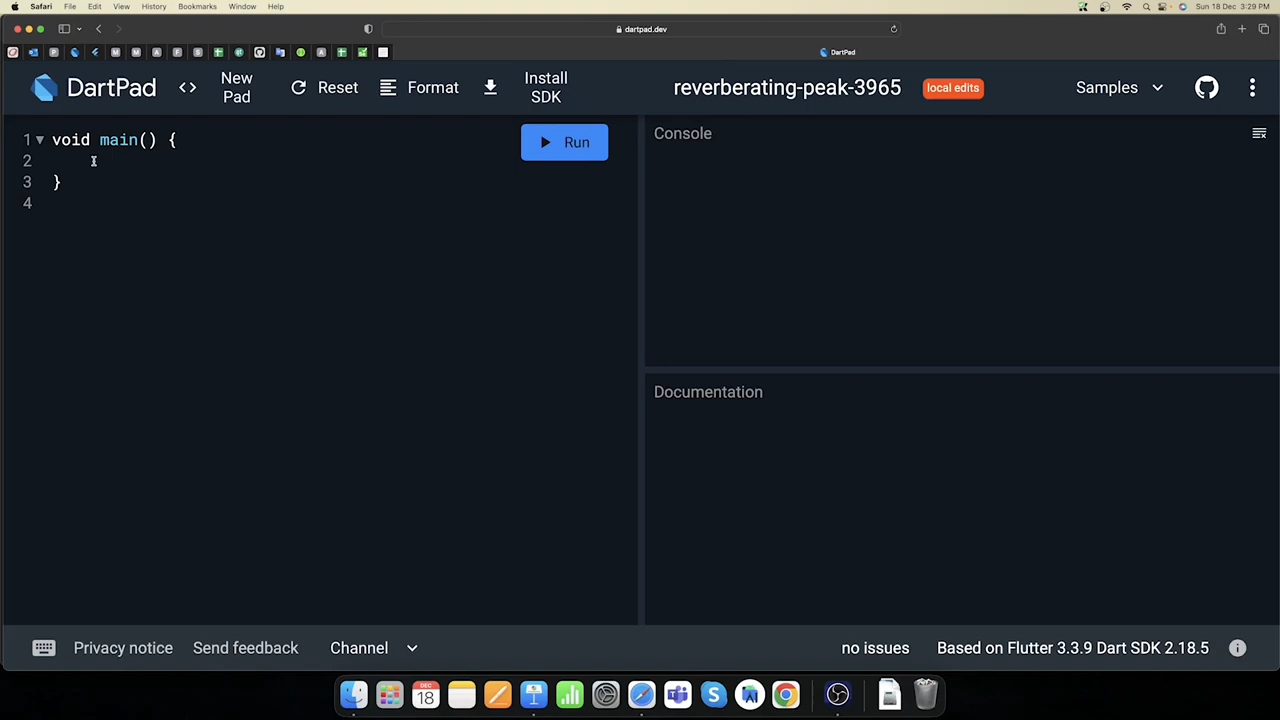 Safari File Edit View History Bookmarks Window Help Sun 18 Dec 3:29 PM
dartpad.dev
DartPad
DartPad <> New Pad Reset Format Install SDK reverberating-peak-3965 local edits Samples
1 void main() {
2
3 }
4
Run
Console
Documentation
Privacy notice Send feedback Channel no issues Based on Flutter 3.3.9 Dart SDK 2.18.5
DEC
18